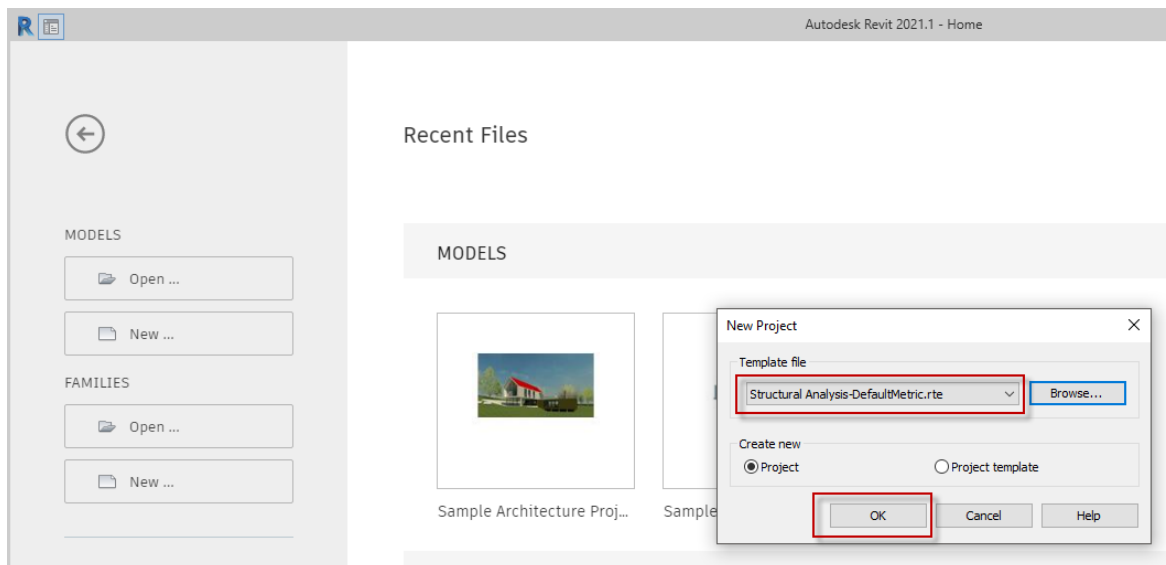 Autodesk Revit 2021.1 - Home
Recent Files
MODELS
Open ...
New ...
FAMILIES
Open ...
New ...
MODELS
Sample Architecture Proj...
Sample
New Project
Template file
Structural Analysis-DefaultMetric.rte
Browse...
Create new
Project
Project template
OK
Cancel
Help